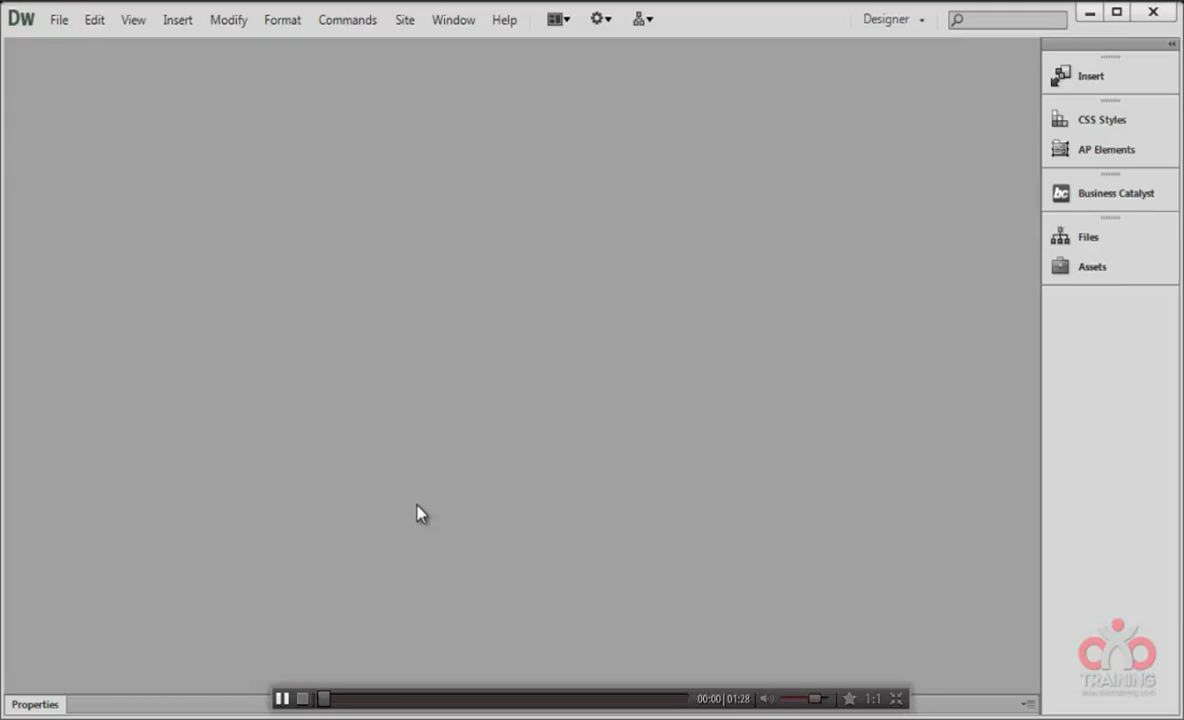 Dw File Edit View Insert Modify Format Commands Site Window Help Designer
Insert
CSS Styles
AP Elements
bc Business Catalyst
Files
Assets
TRAINING
Properties
00:00|01:28
1:1